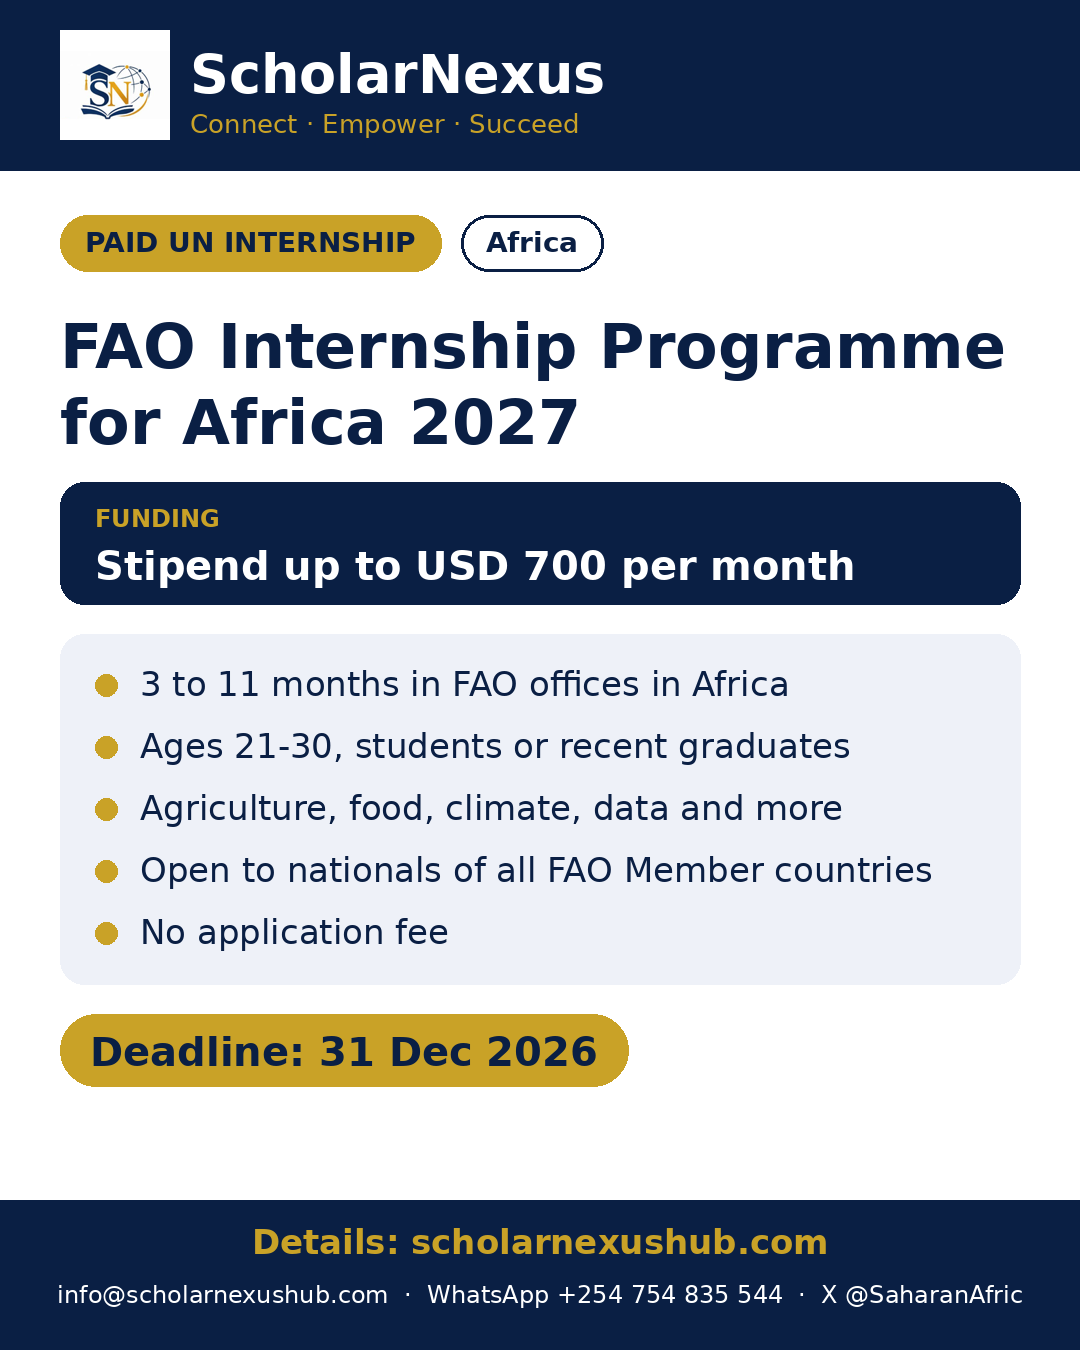 SN
ScholarNexus
Connect · Empower · Succeed
PAID UN INTERNSHIP
Africa
FAO Internship Programme
for Africa 2027
FUNDING
Stipend up to USD 700 per month
3 to 11 months in FAO offices in Africa
Ages 21-30, students or recent graduates
Agriculture, food, climate, data and more
Open to nationals of all FAO Member countries
No application fee
Deadline: 31 Dec 2026
Details: scholarnexushub.com
info@scholarnexushub.com · WhatsApp +254 754 835 544 · X @SaharanAfric